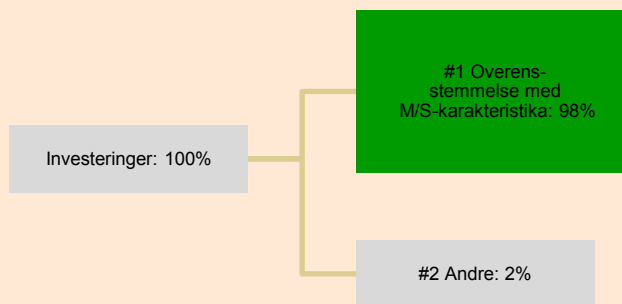 #1 Overens-
stemmelse med
M/S-karakteristika: 98%
Investeringer: 100%
#2 Andre: 2%